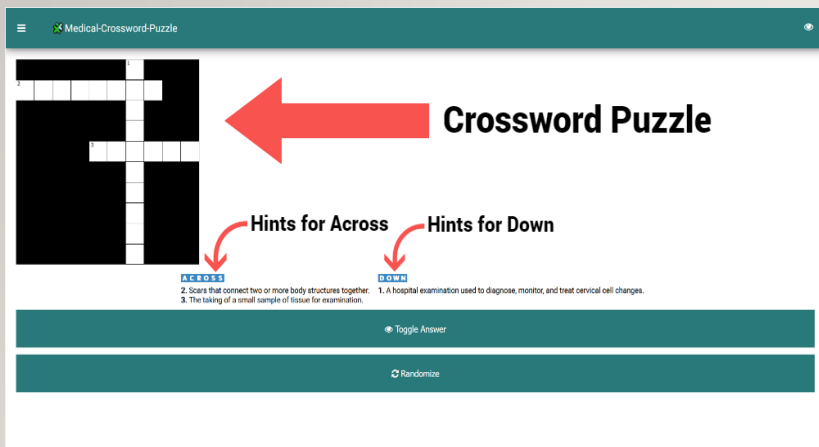 Medical-Crossword-Puzzle
1
2
3
Crossword Puzzle
Hints for Across
Hints for Down
ACROSS
2. Scars that connect two or more body structures together.
3. The taking of a small sample of tissue for examination.
DOWN
1. A hospital examination used to diagnose, monitor, and treat cervical cell changes.
Toggle Answer
Randomize